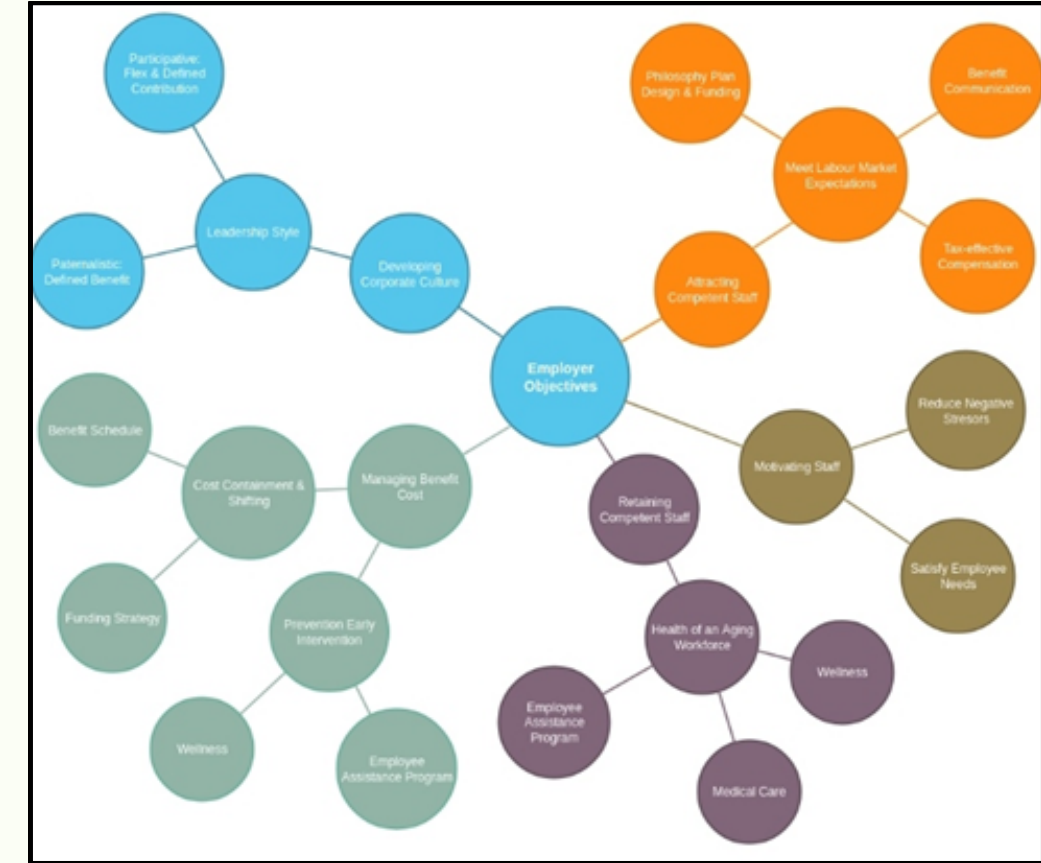 Participative:
Flex & Defined
Contribution
Leadership Style
Paternalistic:
Defined Benefit
Developing
Corporate Culture
Employer
Objectives
Philosophy Plan
Design & Funding
Benefit
Communication
Meet Labour Market
Expectations
Tax-effective
Compensation
Attracting
Competent Staff
Reduce Negative
Stresors
Motivating Staff
Satisfy Employee
Needs
Benefit Schedule
Cost Containment &
Shifting
Managing Benefit
Cost
Funding Strategy
Prevention Early
Intervention
Wellness
Employee
Assistance Program
Retaining
Competent Staff
Health of an Aging
Workforce
Wellness
Employee
Assistance
Program
Medical Care